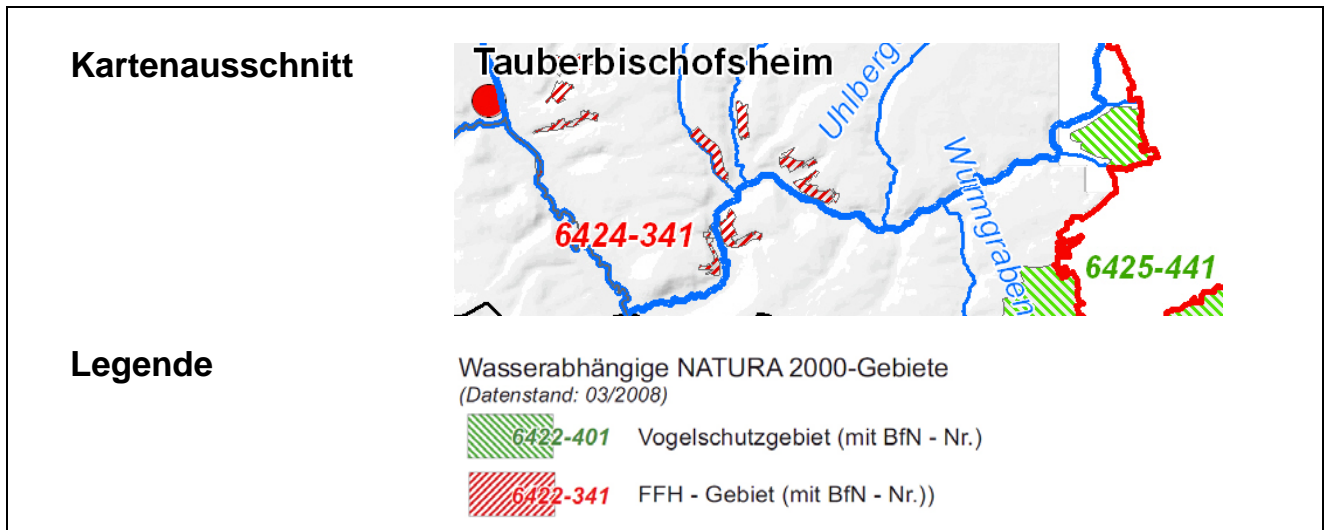 Kartenausschnitt
Tauberbischofsheim
Uhlberg
Wurmgraben
6424-341
6425-441
Legende
Wasserabhängige NATURA 2000-Gebiete
(Datenstand: 03/2008)
6422-401 Vogelschutzgebiet (mit BfN - Nr.)
6422-341 FFH - Gebiet (mit BfN - Nr.))